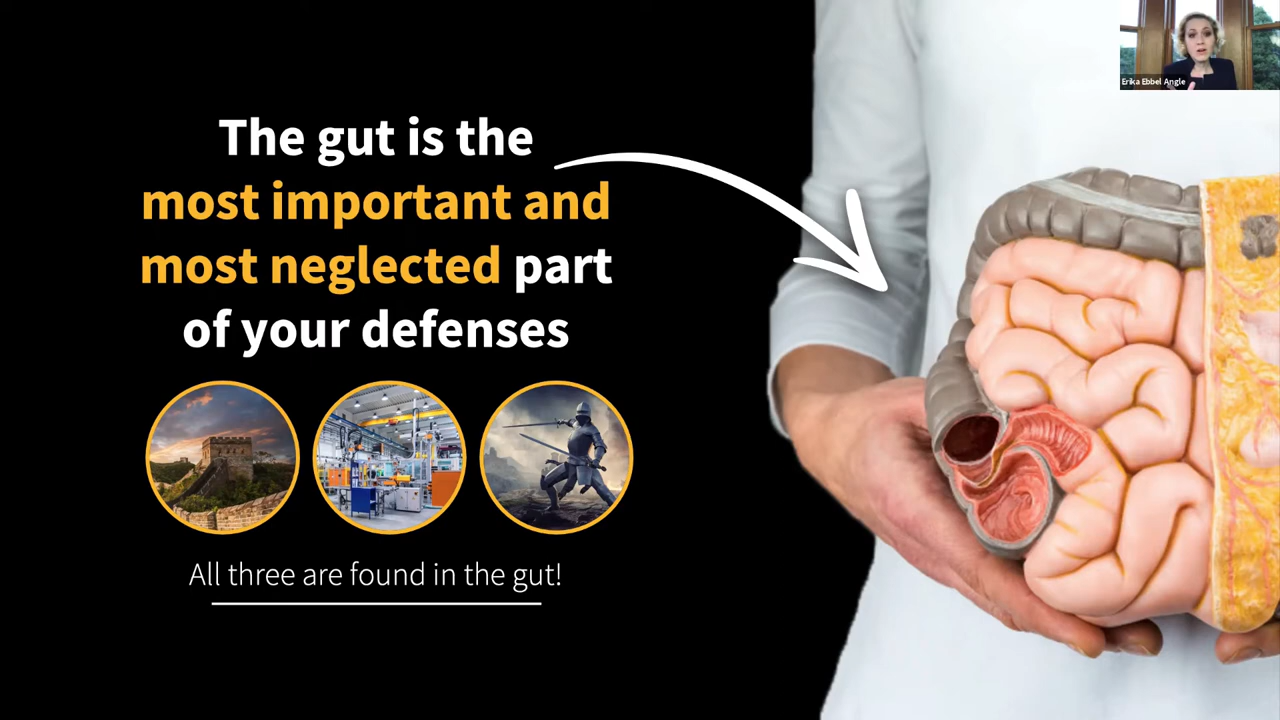 The gut is the
most important and
most neglected part
of your defenses
All three are found in the gut!
Erika Ebbel Angle